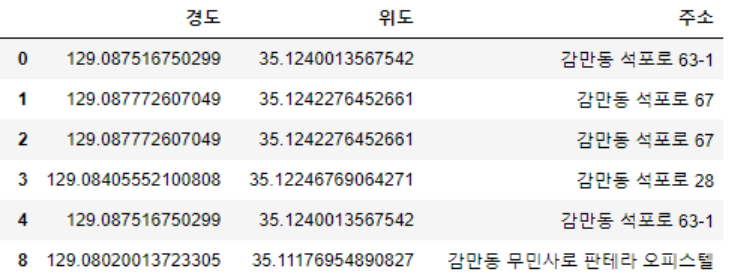 경도 위도 주소
0 129.087516750299 35.1240013567542 감만동 석포로 63-1
1 129.087772607049 35.1242276452661 감만동 석포로 67
2 129.087772607049 35.1242276452661 감만동 석포로 67
3 129.08405552100808 35.12246769064271 감만동 석포로 28
4 129.087516750299 35.1240013567542 감만동 석포로 63-1
8 129.08020013723305 35.11176954890827 감만동 무민사로 판테라 오피스텔